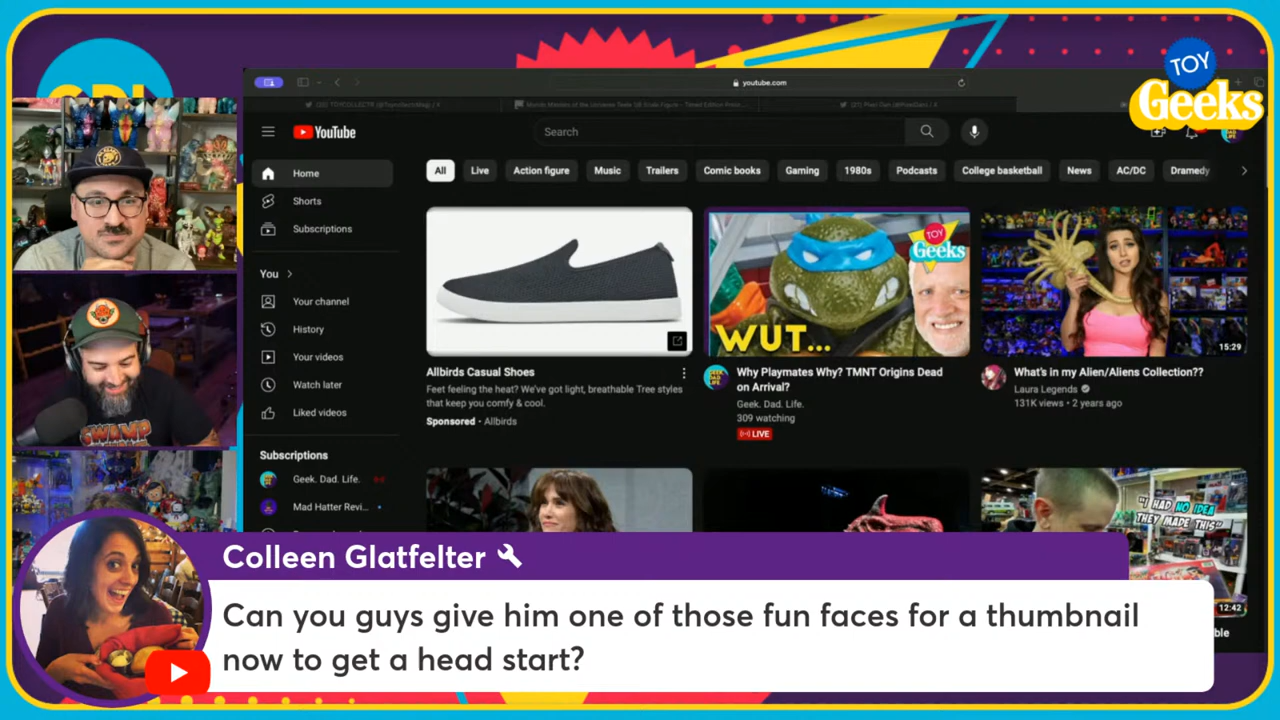 TOY
Geeks
youtube.com
YouTube
Search
All
Live
Action figure
Music
Trailers
Comic books
Gaming
1980s
Podcasts
College basketball
News
AC/DC
Dramedy
Home
Shorts
Subscriptions
You
Your channel
History
Your videos
Watch later
Liked videos
Subscriptions
Geek. Dad. Life.
Mad Hatter Revi...
TOY
Geeks
WUT...
15:29
Allbirds Casual Shoes
Feet feeling the heat? We've got light, breathable Tree styles
that keep you comfy & cool.
Sponsored · Allbirds
Why Playmates Why? TMNT Origins Dead
on Arrival?
Geek. Dad. Life.
309 watching
LIVE
What's in my Alien/Aliens Collection??
Laura Legends
131K views · 2 years ago
"I HAD NO IDEA
THEY MADE THIS"
12:42
SWAMP
Colleen Glatfelter
Can you guys give him one of those fun faces for a thumbnail
now to get a head start?